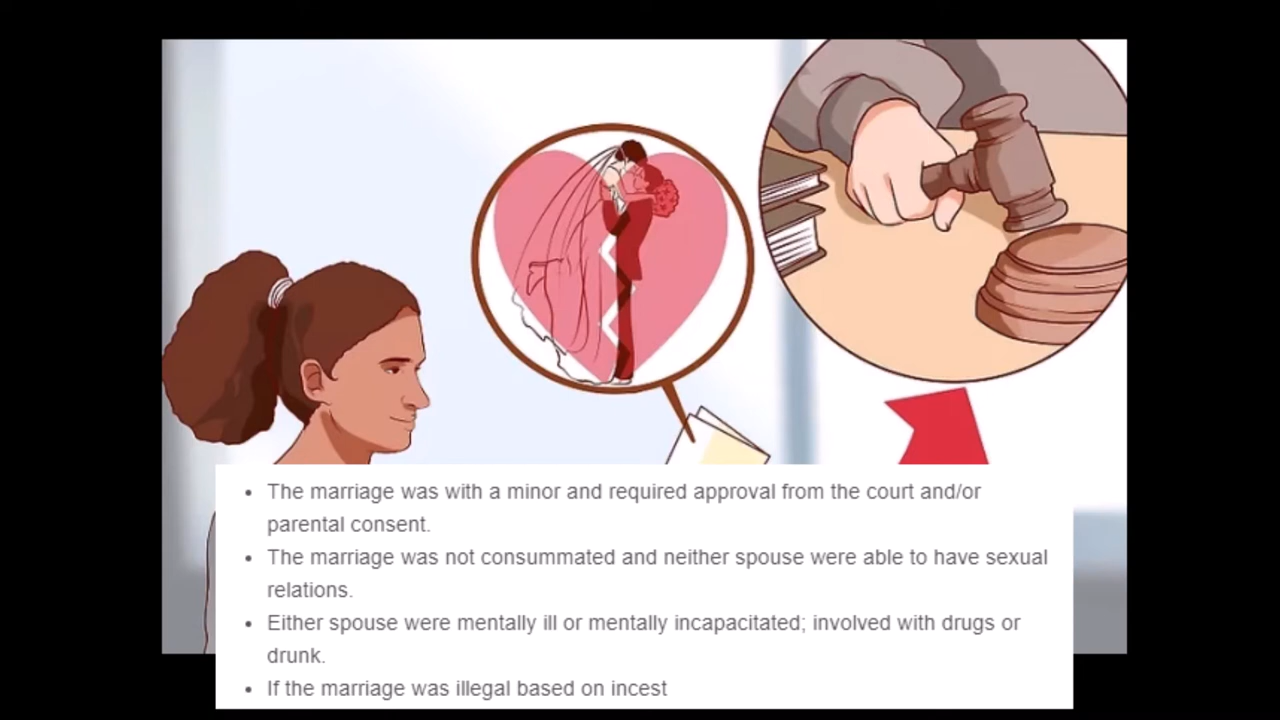 • The marriage was with a minor and required approval from the court and/or
parental consent.
• The marriage was not consummated and neither spouse were able to have sexual
relations.
• Either spouse were mentally ill or mentally incapacitated; involved with drugs or
drunk.
• If the marriage was illegal based on incest